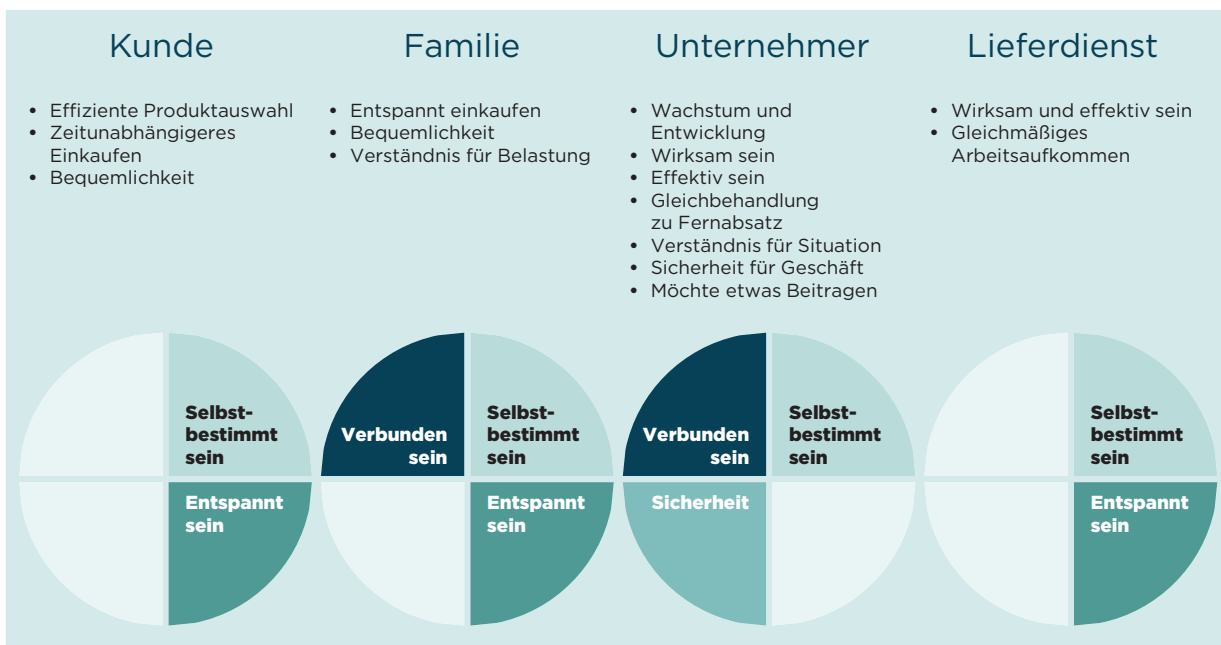 Kunde
• Effiziente Produktauswahl
• Zeitunabhängigeres
Einkaufen
• Bequemlichkeit
Familie
• Entspannt einkaufen
• Bequemlichkeit
• Verständnis für Belastung
Unternehmer
• Wachstum und
Entwicklung
• Wirksam sein
• Effektiv sein
• Gleichbehandlung
zu Fernabsatz
• Verständnis für Situation
• Sicherheit für Geschäft
• Möchte etwas Beitragen
Lieferdienst
• Wirksam und effektiv sein
• Gleichmäßiges
Arbeitsaufkommen
Selbst-
bestimmt
sein
Entspannt
sein
Verbunden
sein
Selbst-
bestimmt
sein
Entspannt
sein
Verbunden
sein
Selbst-
bestimmt
sein
Sicherheit
Selbst-
bestimmt
sein
Entspannt
sein